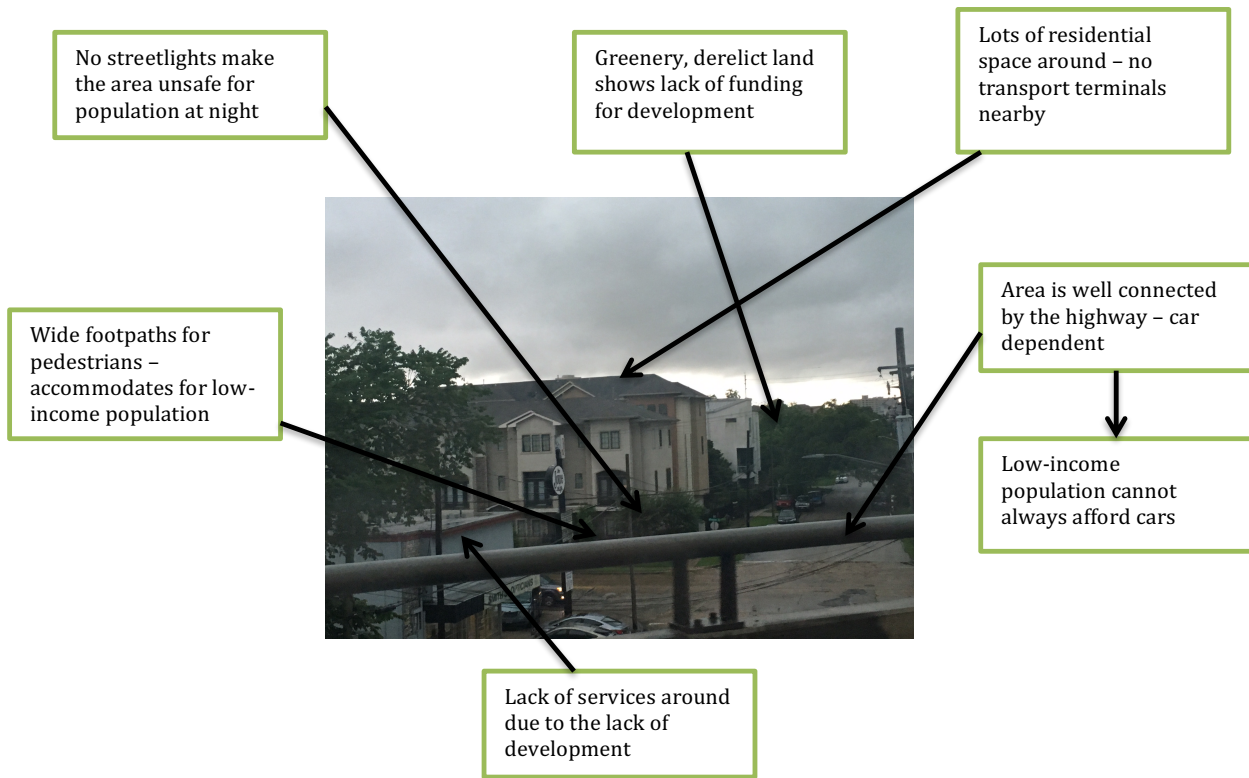 No streetlights make
the area unsafe for
population at night
Greenery, derelict land
shows lack of funding
for development
Lots of residential
space around – no
transport terminals
nearby
Wide footpaths for
pedestrians –
accommodates for low-
income population
Area is well connected
by the highway – car
dependent
Low-income
population cannot
always afford cars
Lack of services around
due to the lack of
development